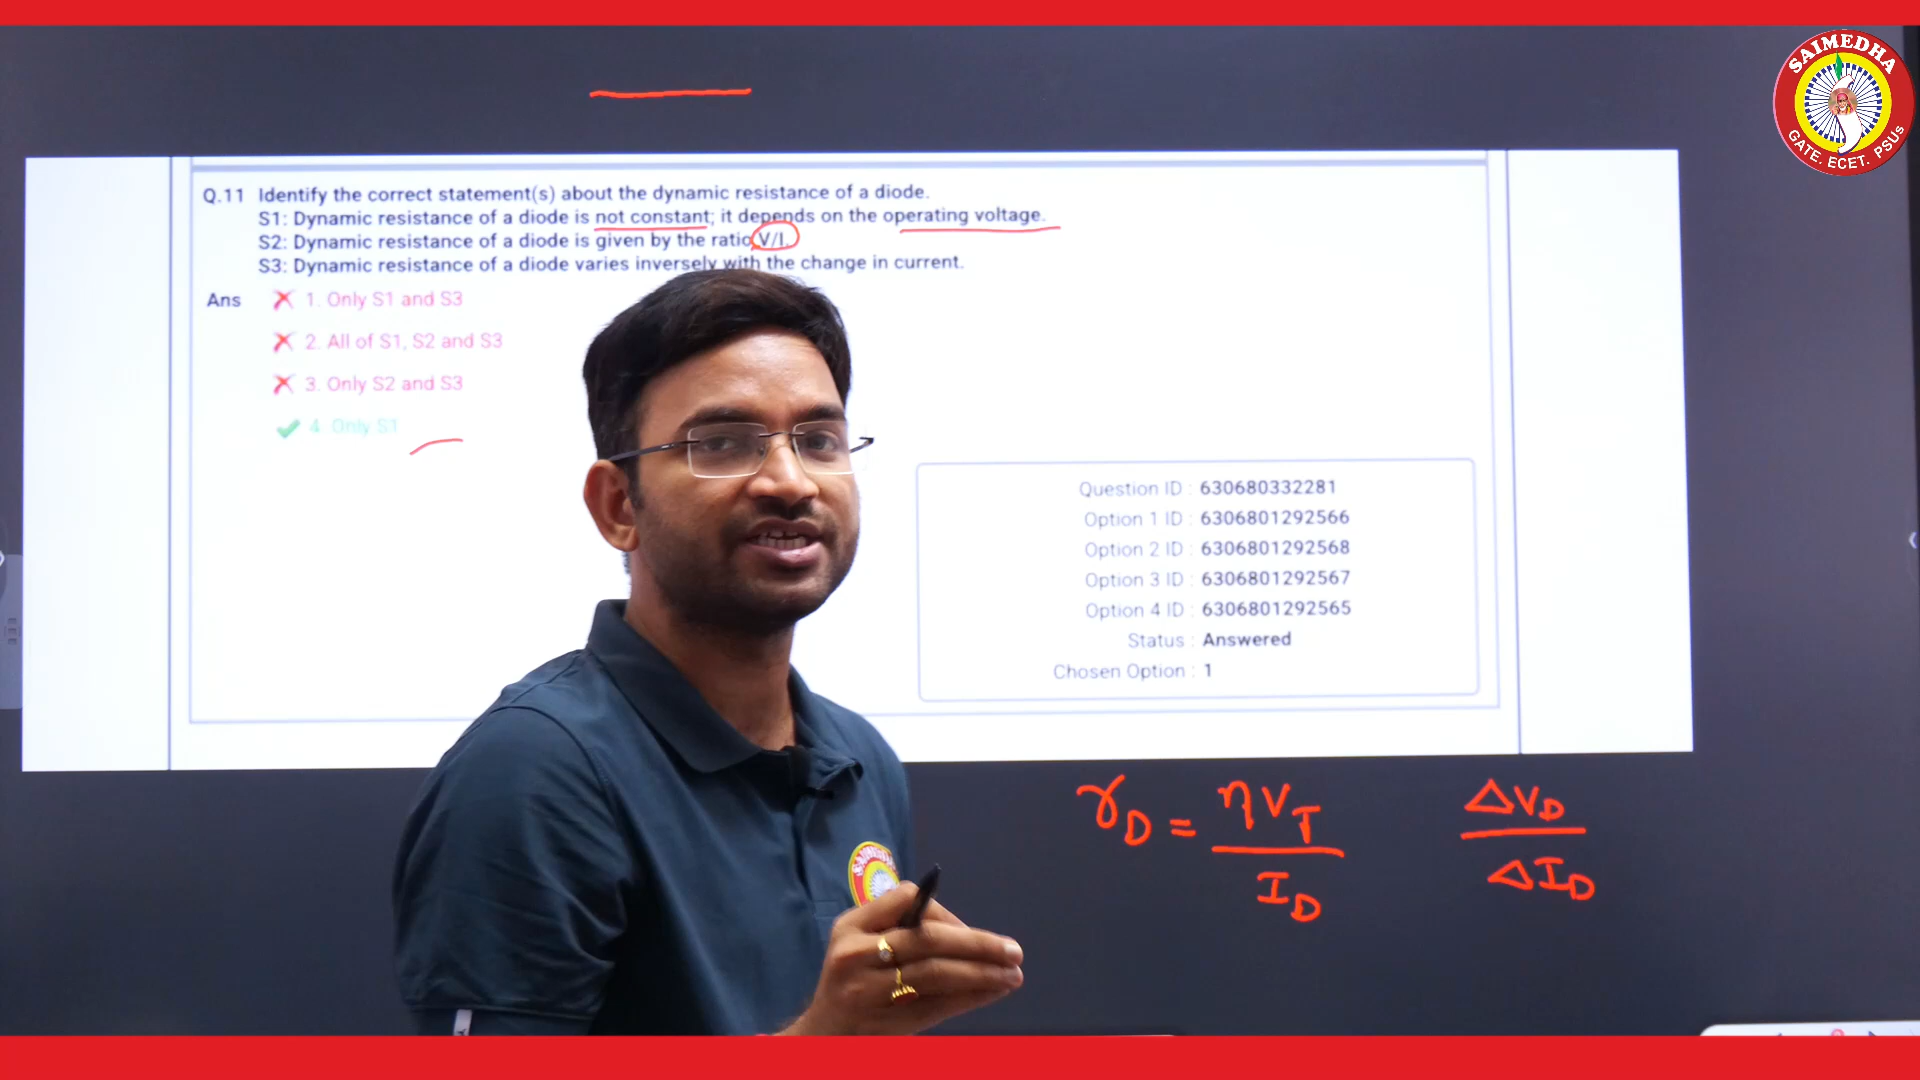 SAIMEDHA
GATE. ECET. PSUs
Q.11 Identify the correct statement(s) about the dynamic resistance of a diode.
S1: Dynamic resistance of a diode is not constant; it depends on the operating voltage.
S2: Dynamic resistance of a diode is given by the ratio V/I.
S3: Dynamic resistance of a diode varies inversely with the change in current.
Ans 1. Only S1 and S3
2. All of S1, S2 and S3
3. Only S2 and S3
4. Only S1
Question ID : 630680332281
Option 1 ID : 6306801292566
Option 2 ID : 6306801292568
Option 3 ID : 6306801292567
Option 4 ID : 6306801292565
Status : Answered
Chosen Option : 1
r_D = ηV_T / I_D
ΔV_D / ΔI_D